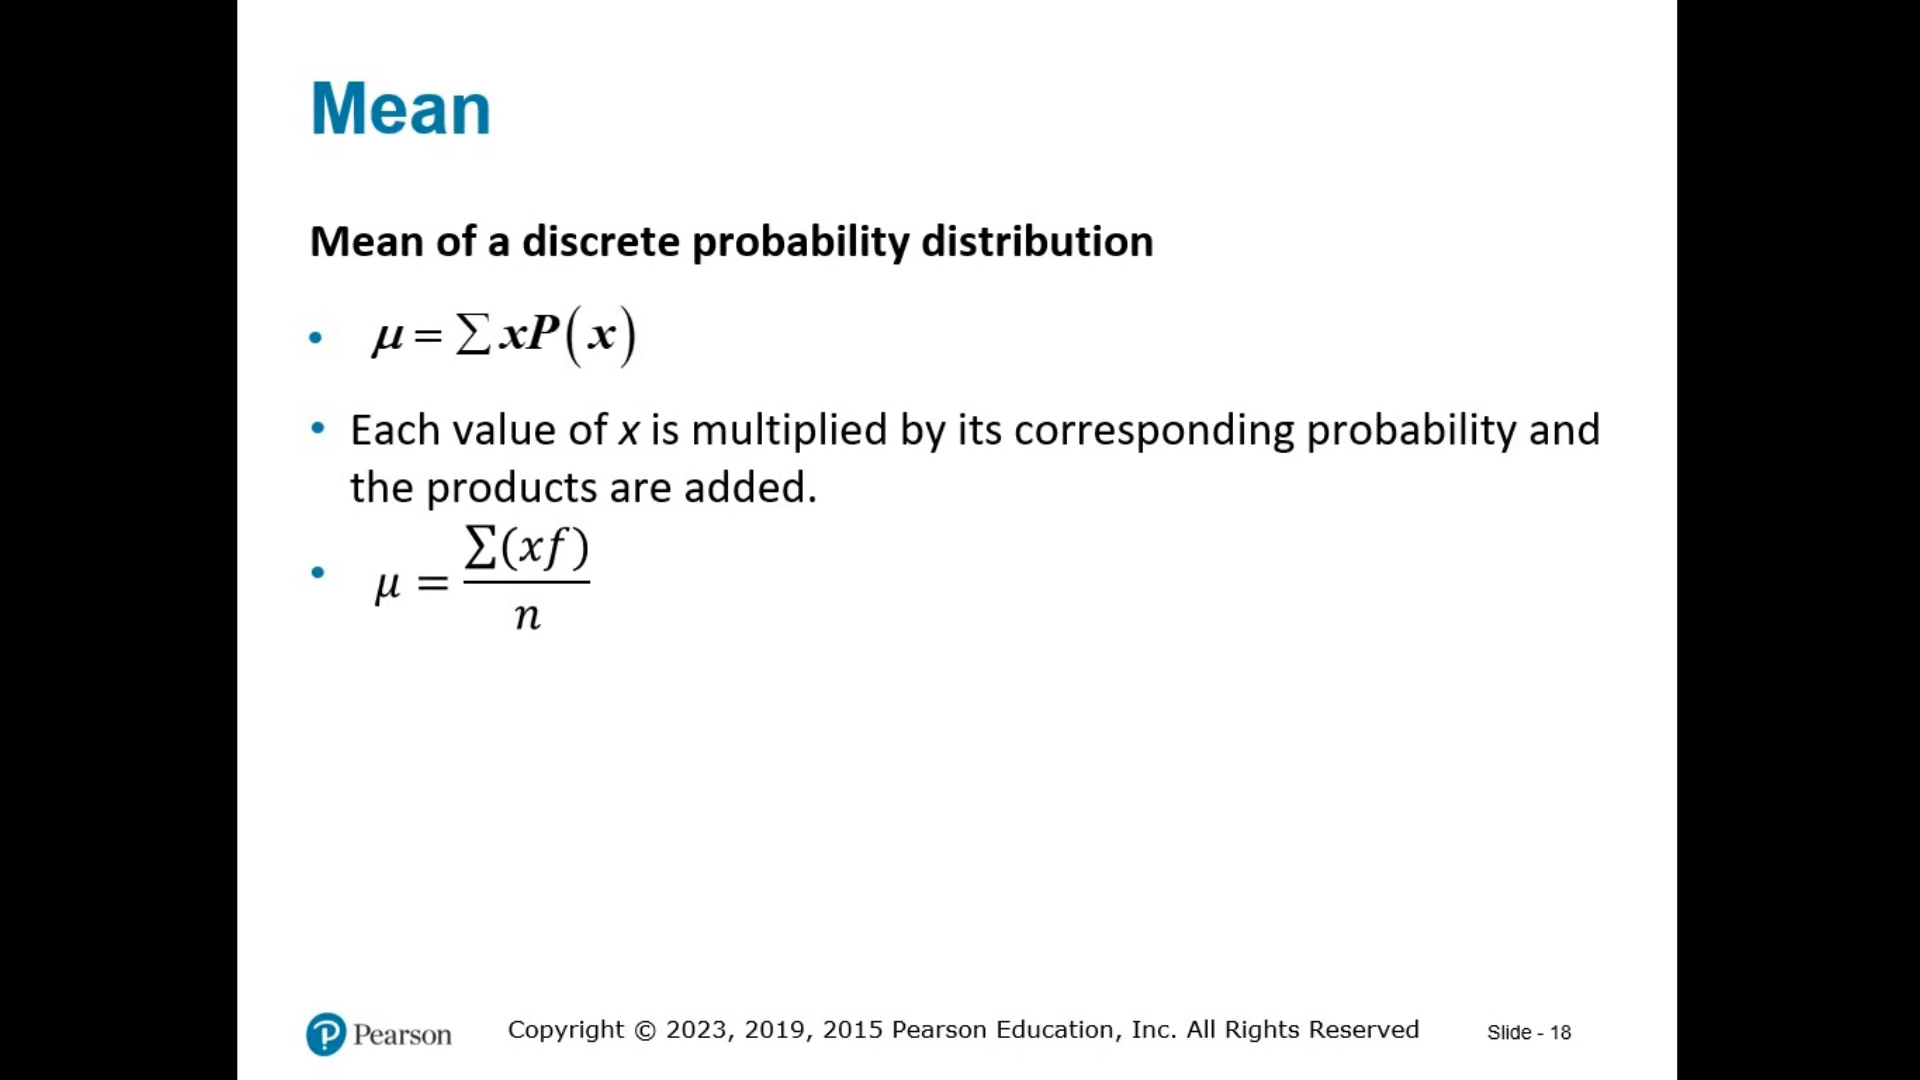 Mean
Mean of a discrete probability distribution
• μ = ∑xP(x)
• Each value of x is multiplied by its corresponding probability and
the products are added.
• μ = ∑(xf) / n
Pearson
Copyright © 2023, 2019, 2015 Pearson Education, Inc. All Rights Reserved
Slide - 18